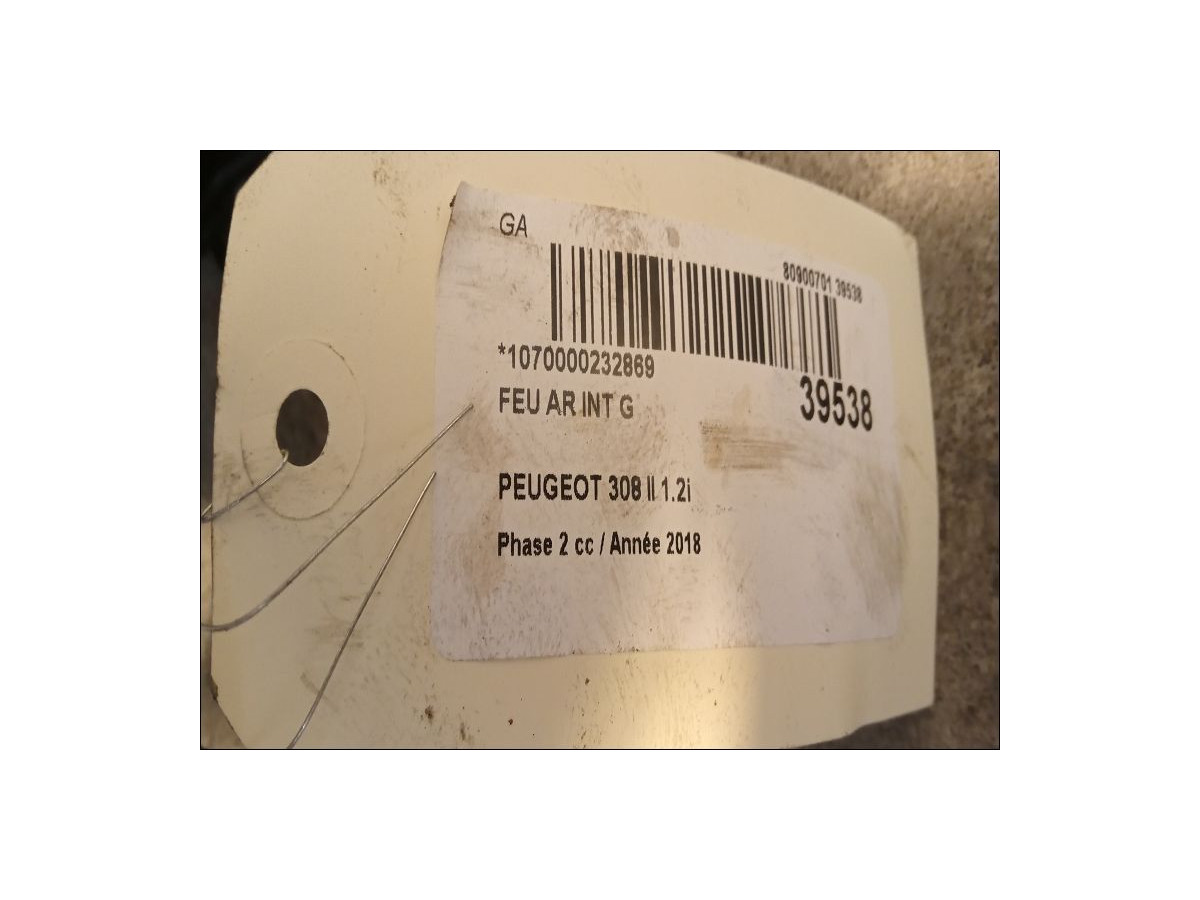 GA
80900701 39538
*1070000232869
39538
FEU AR INT G
PEUGEOT 308 II 1.2i
Phase 2 cc / Année 2018